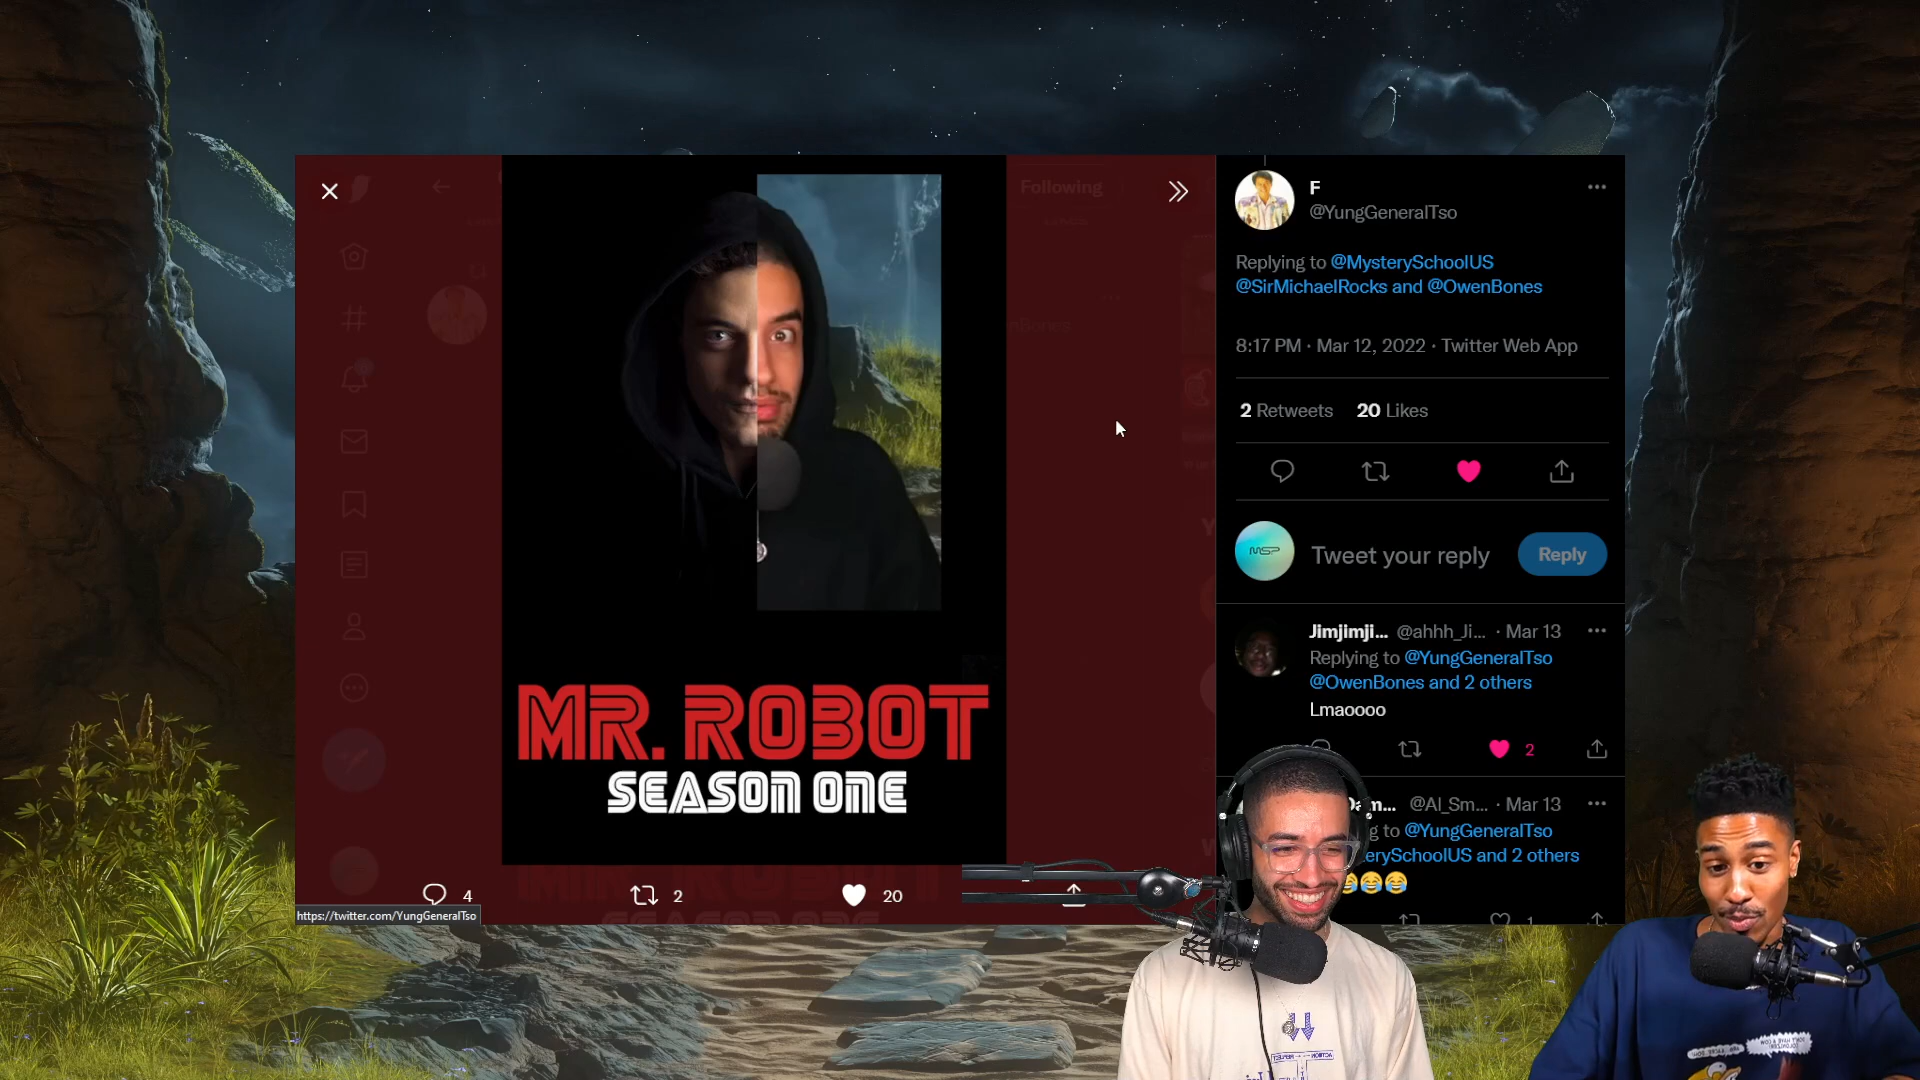 Following
F
@YungGeneralTso
Replying to @MysterySchoolUS
@SirMichaelRocks and @OwenBones
8:17 PM · Mar 12, 2022 · Twitter Web App
2 Retweets 20 Likes
MSP
Tweet your reply
Reply
Jimjimji... @ahhh_Ji... · Mar 13
Replying to @YungGeneralTso
@OwenBones and 2 others
Lmaoooo
2
@Al_Sm... · Mar 13
@YungGeneralTso
and 2 others
1
MR. ROBOT
SEASON ONE
4
2
20
https://twitter.com/YungGeneralTso